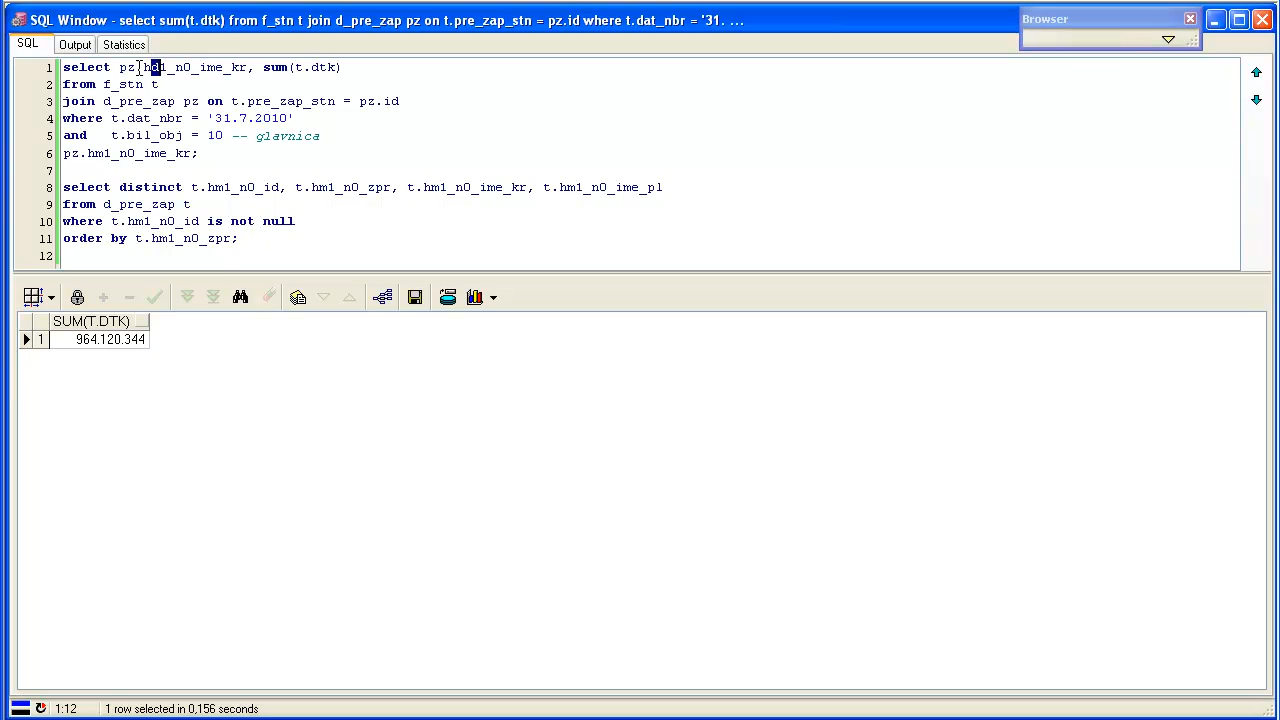 SQL Window - select sum(t.dtk) from f_stn t join d_pre_zap pz on t.pre_zap_stn = pz.id where t.dat_nbr = '31. ...
Browser
SQL Output Statistics
1 select pz.hd1_n0_ime_kr, sum(t.dtk)
2 from f_stn t
3 join d_pre_zap pz on t.pre_zap_stn = pz.id
4 where t.dat_nbr = '31.7.2010'
5 and t.bil_obj = 10 -- glavnica
6 pz.hm1_n0_ime_kr;
7
8 select distinct t.hm1_n0_id, t.hm1_n0_zpr, t.hm1_n0_ime_kr, t.hm1_n0_ime_pl
9 from d_pre_zap t
10 where t.hm1_n0_id is not null
11 order by t.hm1_n0_zpr;
12
SUM(T.DTK)
1 964.120.344
1:12 1 row selected in 0,156 seconds